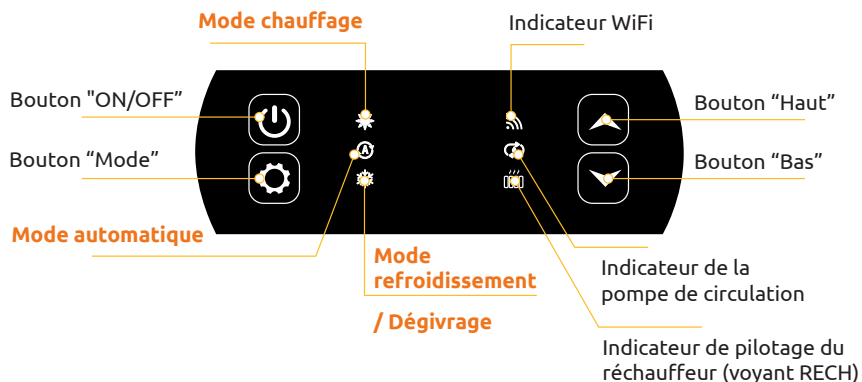 Mode chauffage
Indicateur WiFi
Bouton "ON/OFF”
Bouton “Haut”
Bouton “Mode”
A
Bouton “Bas”
Mode automatique
Mode
refroidissement
/ Dégivrage
Indicateur de la
pompe de circulation
Indicateur de pilotage du
réchauffeur (voyant RECH)